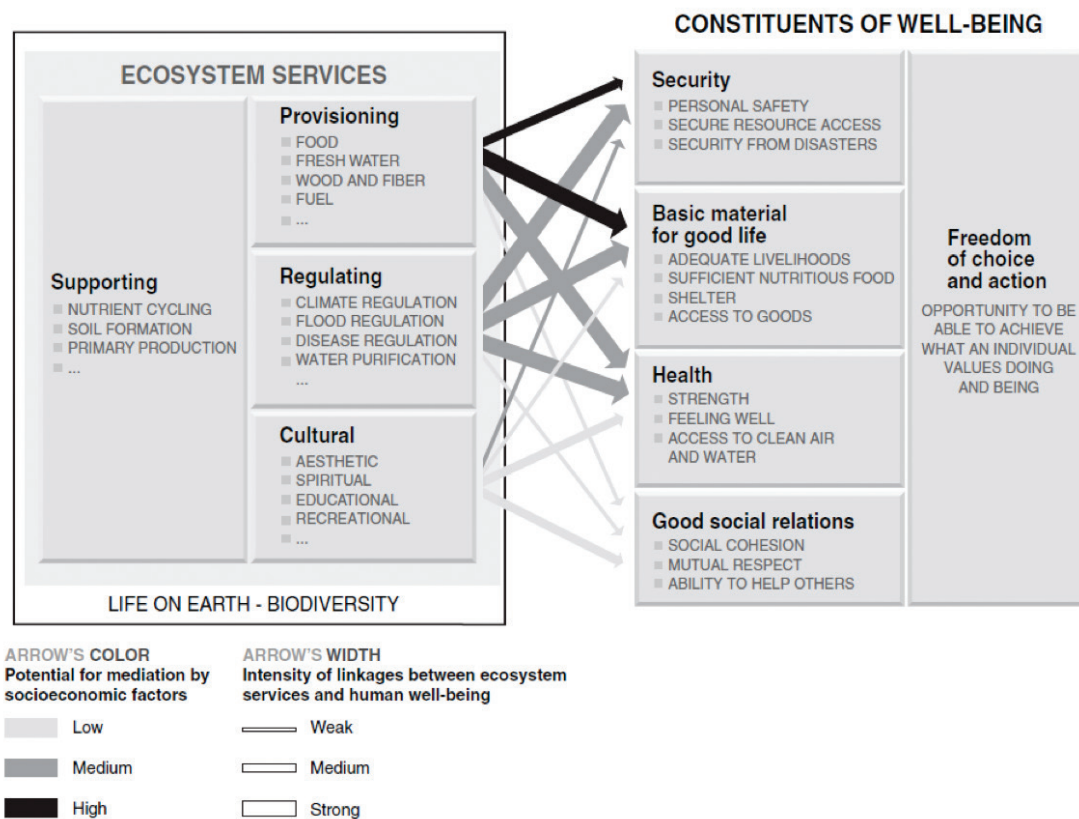 CONSTITUENTS OF WELL-BEING
ECOSYSTEM SERVICES
Supporting
NUTRIENT CYCLING
SOIL FORMATION
PRIMARY PRODUCTION
...
Provisioning
FOOD
FRESH WATER
WOOD AND FIBER
FUEL
...
Regulating
CLIMATE REGULATION
FLOOD REGULATION
DISEASE REGULATION
WATER PURIFICATION
...
Cultural
AESTHETIC
SPIRITUAL
EDUCATIONAL
RECREATIONAL
...
LIFE ON EARTH - BIODIVERSITY
Security
PERSONAL SAFETY
SECURE RESOURCE ACCESS
SECURITY FROM DISASTERS
Basic material
for good life
ADEQUATE LIVELIHOODS
SUFFICIENT NUTRITIOUS FOOD
SHELTER
ACCESS TO GOODS
Health
STRENGTH
FEELING WELL
ACCESS TO CLEAN AIR
AND WATER
Good social relations
SOCIAL COHESION
MUTUAL RESPECT
ABILITY TO HELP OTHERS
Freedom
of choice
and action
OPPORTUNITY TO BE
ABLE TO ACHIEVE
WHAT AN INDIVIDUAL
VALUES DOING
AND BEING
ARROW'S COLOR
Potential for mediation by
socioeconomic factors
Low
Medium
High
ARROW'S WIDTH
Intensity of linkages between ecosystem
services and human well-being
Weak
Medium
Strong